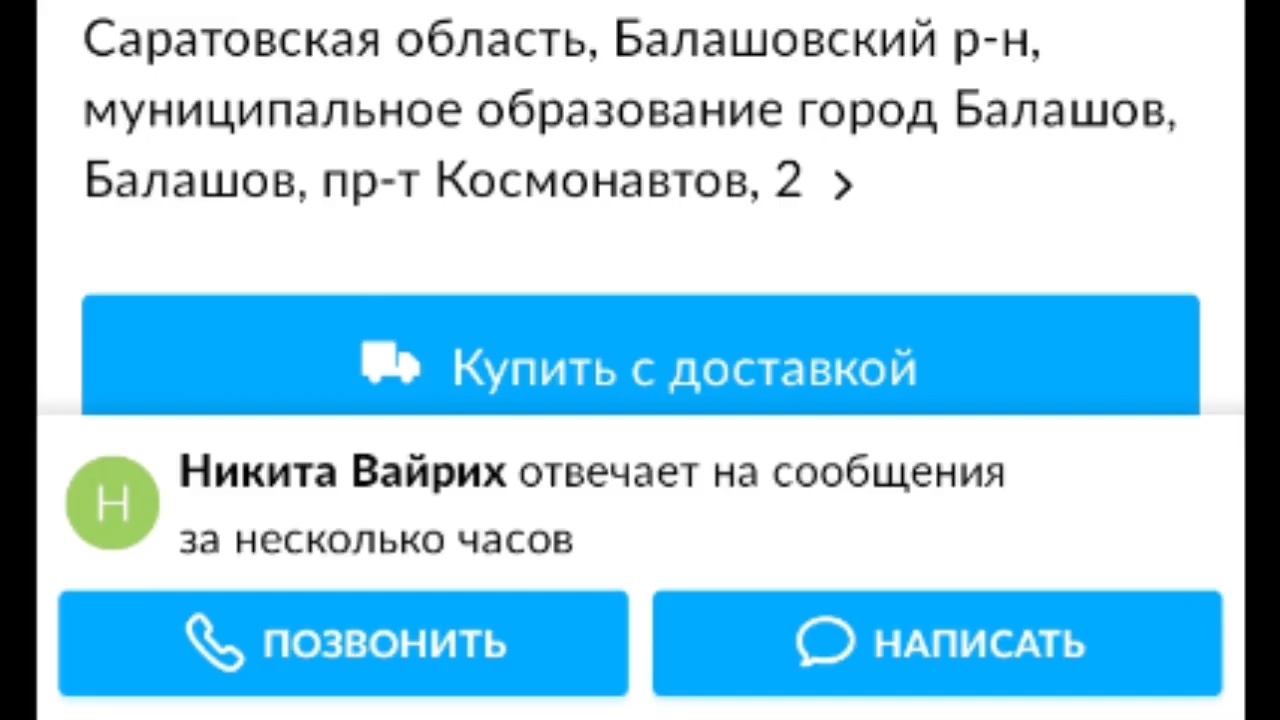 Саратовская область, Балашовский р-н,
муниципальное образование город Балашов,
Балашов, пр-т Космонавтов, 2 >
Купить с доставкой
Н
Никита Вайрих отвечает на сообщения
за несколько часов
ПОЗВОНИТЬ
НАПИСАТЬ